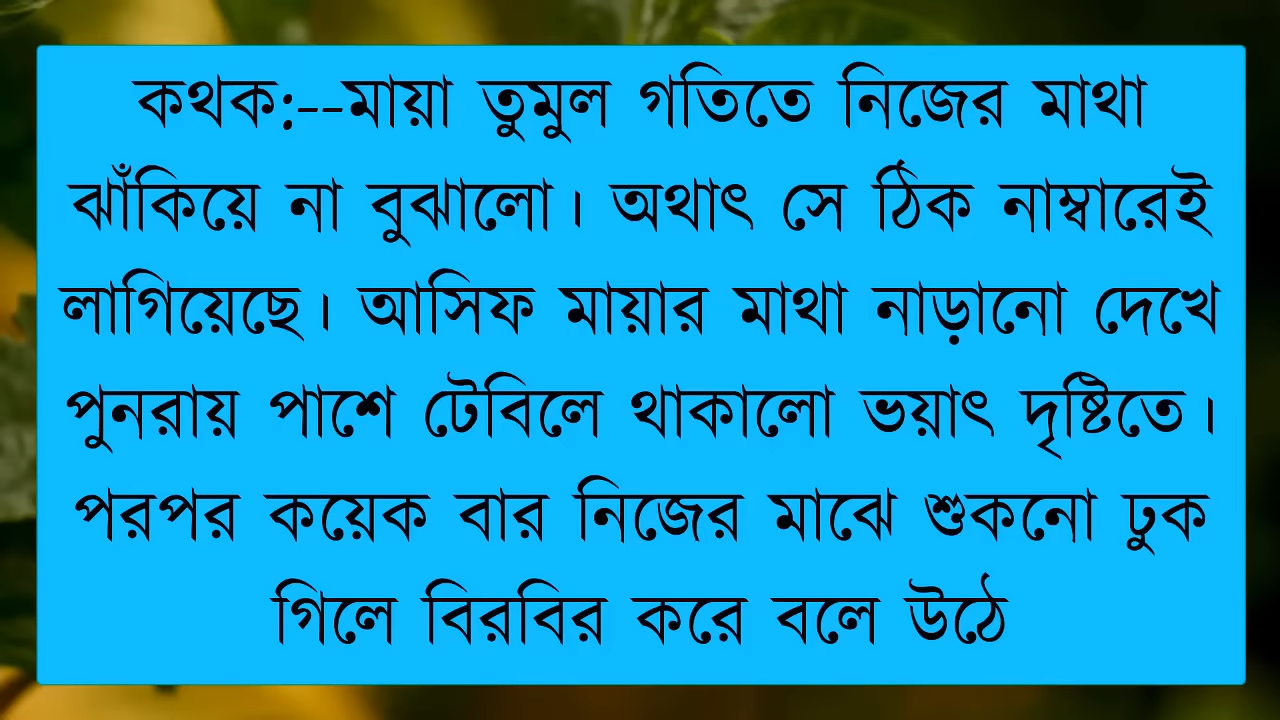 কথক:--মায়া তুমুল গতিতে নিজের মাথা
ঝাঁকিয়ে না বুঝালো। অথাৎ সে ঠিক নাম্বারেই
লাগিয়েছে। আসিফ মায়ার মাথা নাড়ানো দেখে
পুনরায় পাশে টেবিলে থাকালো ভয়াৎ দৃষ্টিতে।
পরপর কয়েক বার নিজের মাঝে শুকনো ঢুক
গিলে বিরবির করে বলে উঠে